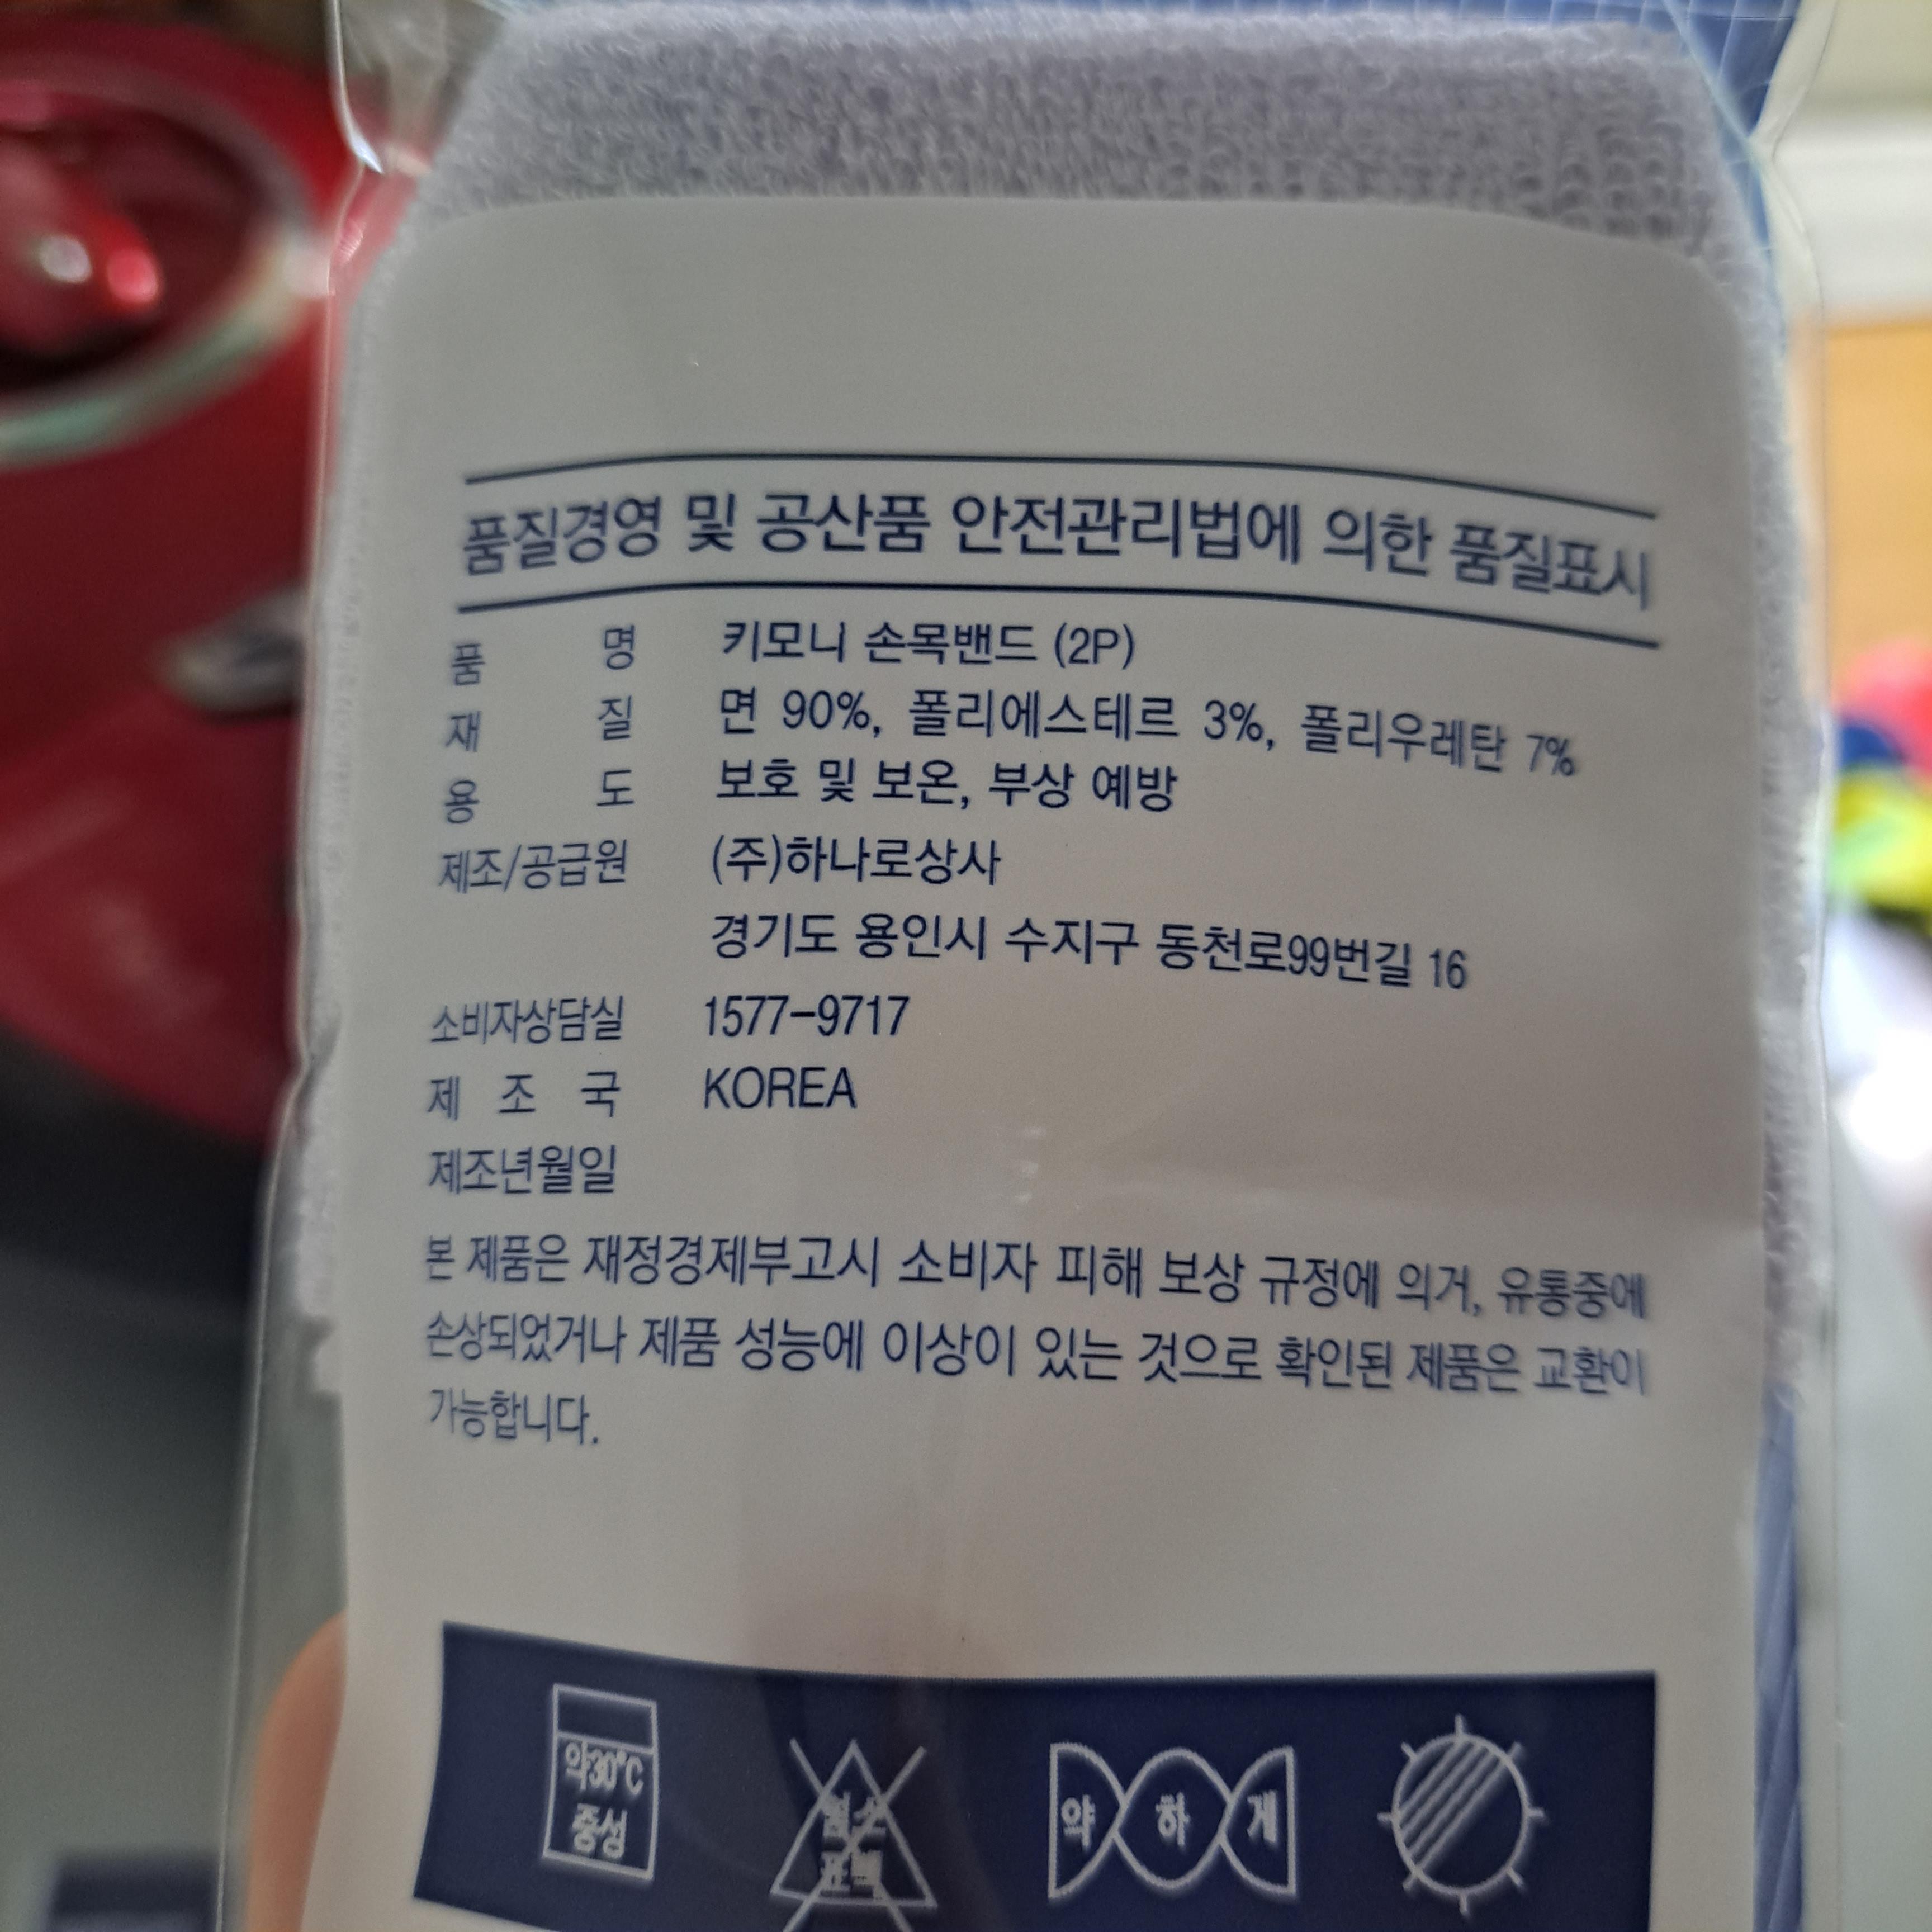 품질경영 및 공산품 안전관리법에 의한 품질표시
품 명 키모니 손목밴드 (2P)
재 질 면 90%, 폴리에스테르 3%, 폴리우레탄 7%
용 도 보호 및 보온, 부상 예방
제조/공급원 (주)하나로상사
경기도 용인시 수지구 동천로99번길 16
소비자상담실 1577-9717
제 조 국 KOREA
제조년월일
본 제품은 재정경제부고시 소비자 피해 보상 규정에 의거, 유통중에
손상되었거나 제품 성능에 이상이 있는 것으로 확인된 제품은 교환이
가능합니다.
약30℃
중성
염소
표백
약 하 게